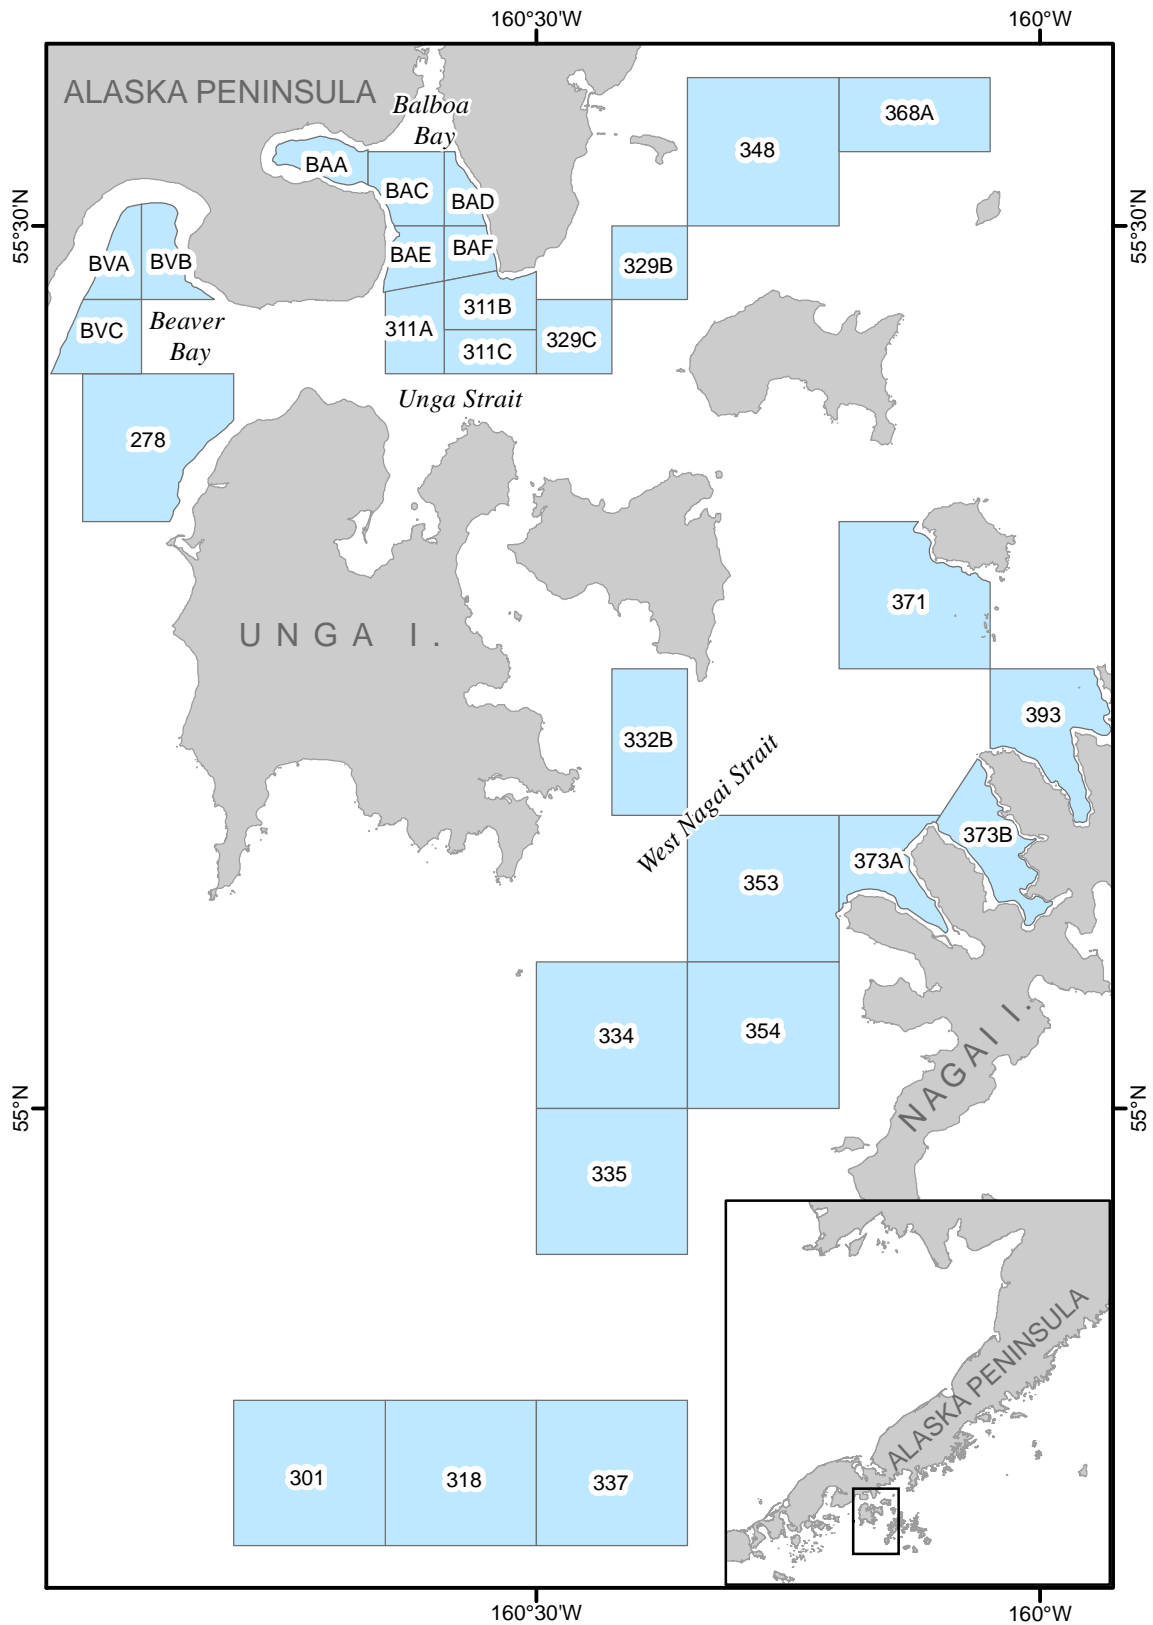 160°30'W
160°W
ALASKA PENINSULA
Balboa
Bay
368A
348
BAA
BAC
BAD
55°30'N
55°30'N
BVA
BVB
BAE
BAF
329B
311B
Beaver
Bay
BVC
311A
329C
311C
Unga Strait
278
371
UNGA I.
393
332B
West Nagai Strait
373B
373A
353
334
354
NAGAI I.
55°N
55°N
335
ALASKA PENINSULA
301
318
337
160°30'W
160°W